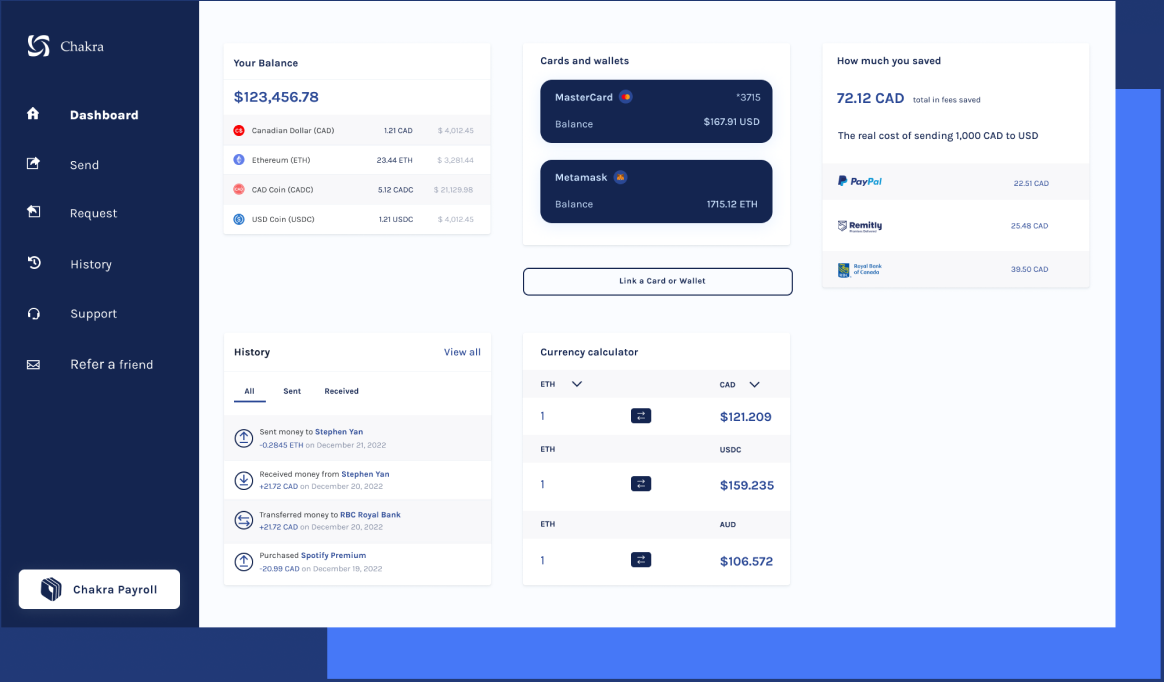 Chakra
Dashboard
Send
Request
History
Support
Refer a friend
Chakra Payroll
Your Balance
$123,456.78
C$ Canadian Dollar (CAD) 1.21 CAD $ 4,012.45
Ethereum (ETH) 23.44 ETH $ 3,281.44
CAD Coin (CADC) 5.12 CADC $ 21,129.98
USD Coin (USDC) 1.21 USDC $ 4,012.45
Cards and wallets
MasterCard *3715
Balance $167.91 USD
Metamask
Balance 1715.12 ETH
Link a Card or Wallet
How much you saved
72.12 CAD total in fees saved
The real cost of sending 1,000 CAD to USD
PayPal 22.51 CAD
Remitly 25.48 CAD
Promises Delivered
RBC Royal Bank
of Canada
39.50 CAD
History View all
All Sent Received
Sent money to Stephen Yan
-0.2845 ETH on December 21, 2022
Received money from Stephen Yan
+21.72 CAD on December 20, 2022
Transferred money to RBC Royal Bank
+21.72 CAD on December 20, 2022
Purchased Spotify Premium
-20.99 CAD on December 19, 2022
Currency calculator
ETH CAD
1 $121.209
ETH USDC
1 $159.235
ETH AUD
1 $106.572